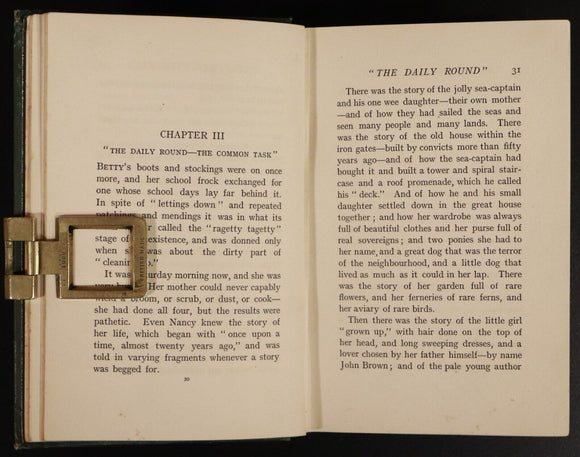 CHAPTER III
"THE DAILY ROUND—THE COMMON TASK"
BETTY'S boots and stockings were on once
more, and her school frock exchanged for
one whose school days lay far behind it.
In spite of "lettings down" and repeated
patchings and mendings it was in what its
called the "ragetty tagetty"
stage of existence, and was donned only
when was about the dirty part of
"cleaning
It was Saturday morning now, and she was
Her mother could never capably
wield a broom, or scrub, or dust, or cook—
she had done all four, but the results were
pathetic. Even Nancy knew the story of
her life, which began with "once upon a
time, almost twenty years ago," and was
told in varying fragments whenever a story
was begged for.
30
"THE DAILY ROUND" 31
There was the story of the jolly sea-captain
and his one wee daughter—their own mother
—and of how they had sailed the seas and
seen many people and many lands. There
was the story of the old house within the
iron gates—built by convicts more than fifty
years ago—and of how the sea-captain had
bought it and built a tower and spiral stair-
case and a roof promenade, which he called
his "deck." And of how he and his small
daughter settled down in the great house
together; and how her wardrobe was always
full of beautiful clothes and her purse full of
real sovereigns; and two ponies she had to
her name, and a great dog that was the terror
of the neighbourhood, and a little dog that
lived as much as it could in her lap. There
was the story of her garden full of rare
flowers, and her ferneries of rare ferns, and
her aviary of rare birds.
Then there was the story of the little girl
"grown up," with hair done on the top of
her head, and long sweeping dresses, and a
lover chosen by her father himself—by name
John Brown; and of the pale young author